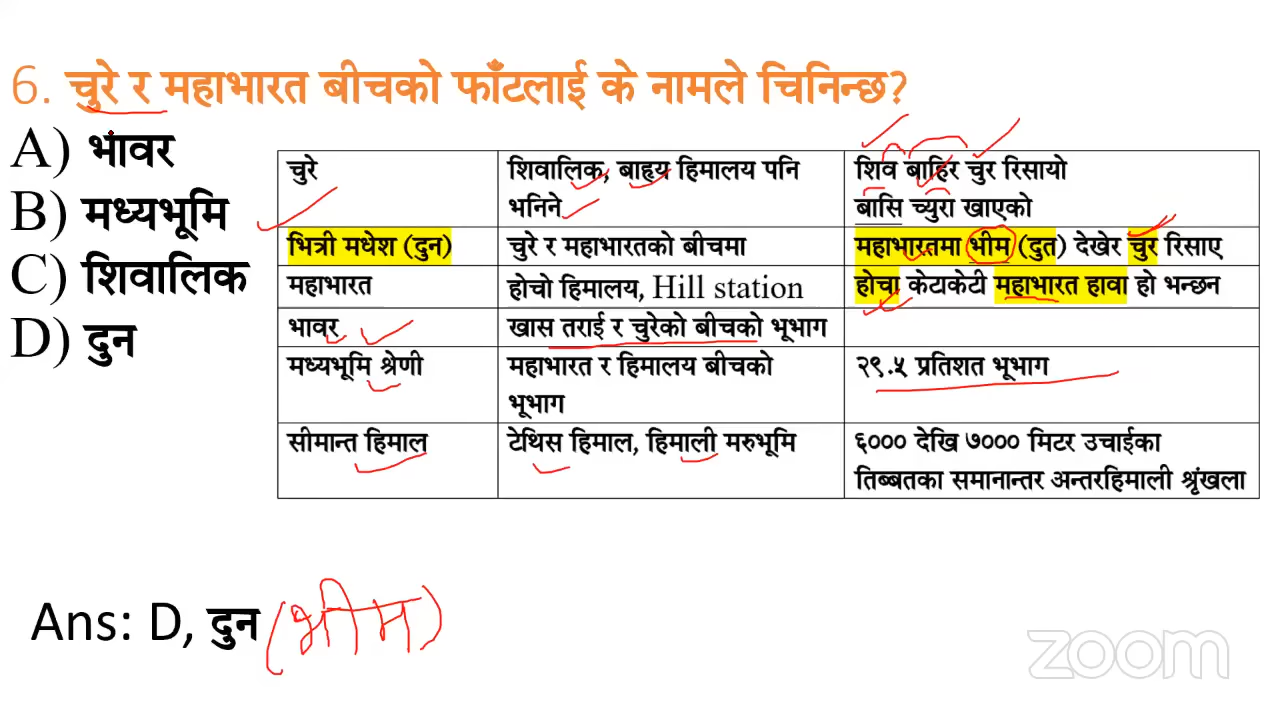 6. चुरे र महाभारत बीचको फाँटलाई के नामले चिनिन्छ?
A) भावर
B) मध्यभूमि
C) शिवालिक
D) दुन
चुरे
शिवालिक, बाह्य हिमालय पनि
भनिने
शिव बाहिर चुर रिसायो
बासि च्युरा खाएको
भित्री मधेश (दुन)
चुरे र महाभारतको बीचमा
महाभारतमा भीम (दुत) देखेर चुर रिसाए
महाभारत
होचो हिमालय, Hill station
होचा केटाकेटी महाभारत हावा हो भन्छन
भावर
खास तराई र चुरेको बीचको भूभाग
मध्यभूमि श्रेणी
महाभारत र हिमालय बीचको
भूभाग
२९.५ प्रतिशत भूभाग
सीमान्त हिमाल
टेथिस हिमाल, हिमाली मरुभूमि
६००० देखि ७००० मिटर उचाईका
तिब्बतका समानान्तर अन्तरहिमाली श्रृंखला
Ans: D, दुन (भीम)
zoom